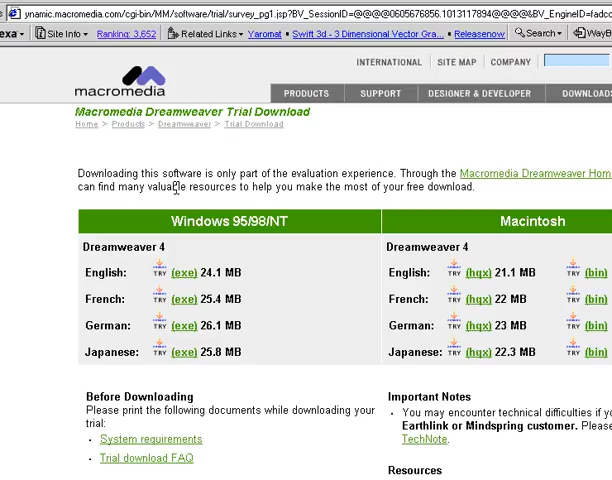 ynamic.macromedia.com/cgi-bin/MM/software/trial/survey_pg1.jsp?BV_SessionID=@@@@0605676856.1013117894@@@@&BV_EngineID=fadcc
exa Site Info Ranking: 3,652 Related Links Yaromat Swift 3d - 3 Dimensional Vector Gra... Releasenow Search WayB
INTERNATIONAL SITE MAP COMPANY
macromedia
PRODUCTS SUPPORT DESIGNER & DEVELOPER DOWNLOADS
Macromedia Dreamweaver Trial Download
Home > Products > Dreamweaver > Trial Download
Downloading this software is only part of the evaluation experience. Through the Macromedia Dreamweaver Hom
can find many valuable resources to help you make the most of your free download.
Windows 95/98/NT Macintosh
Dreamweaver 4 Dreamweaver 4
English: TRY (exe) 24.1 MB English: TRY (hqx) 21.1 MB TRY (bin)
French: TRY (exe) 25.4 MB French: TRY (hqx) 22 MB TRY (bin)
German: TRY (exe) 26.1 MB German: TRY (hqx) 23 MB TRY (bin)
Japanese: TRY (exe) 25.8 MB Japanese: TRY (hqx) 22.3 MB TRY (bin)
Before Downloading
Please print the following documents while downloading your
trial:
· System requirements
· Trial download FAQ
Important Notes
· You may encounter technical difficulties if yo
Earthlink or Mindspring customer. Please
TechNote.
Resources